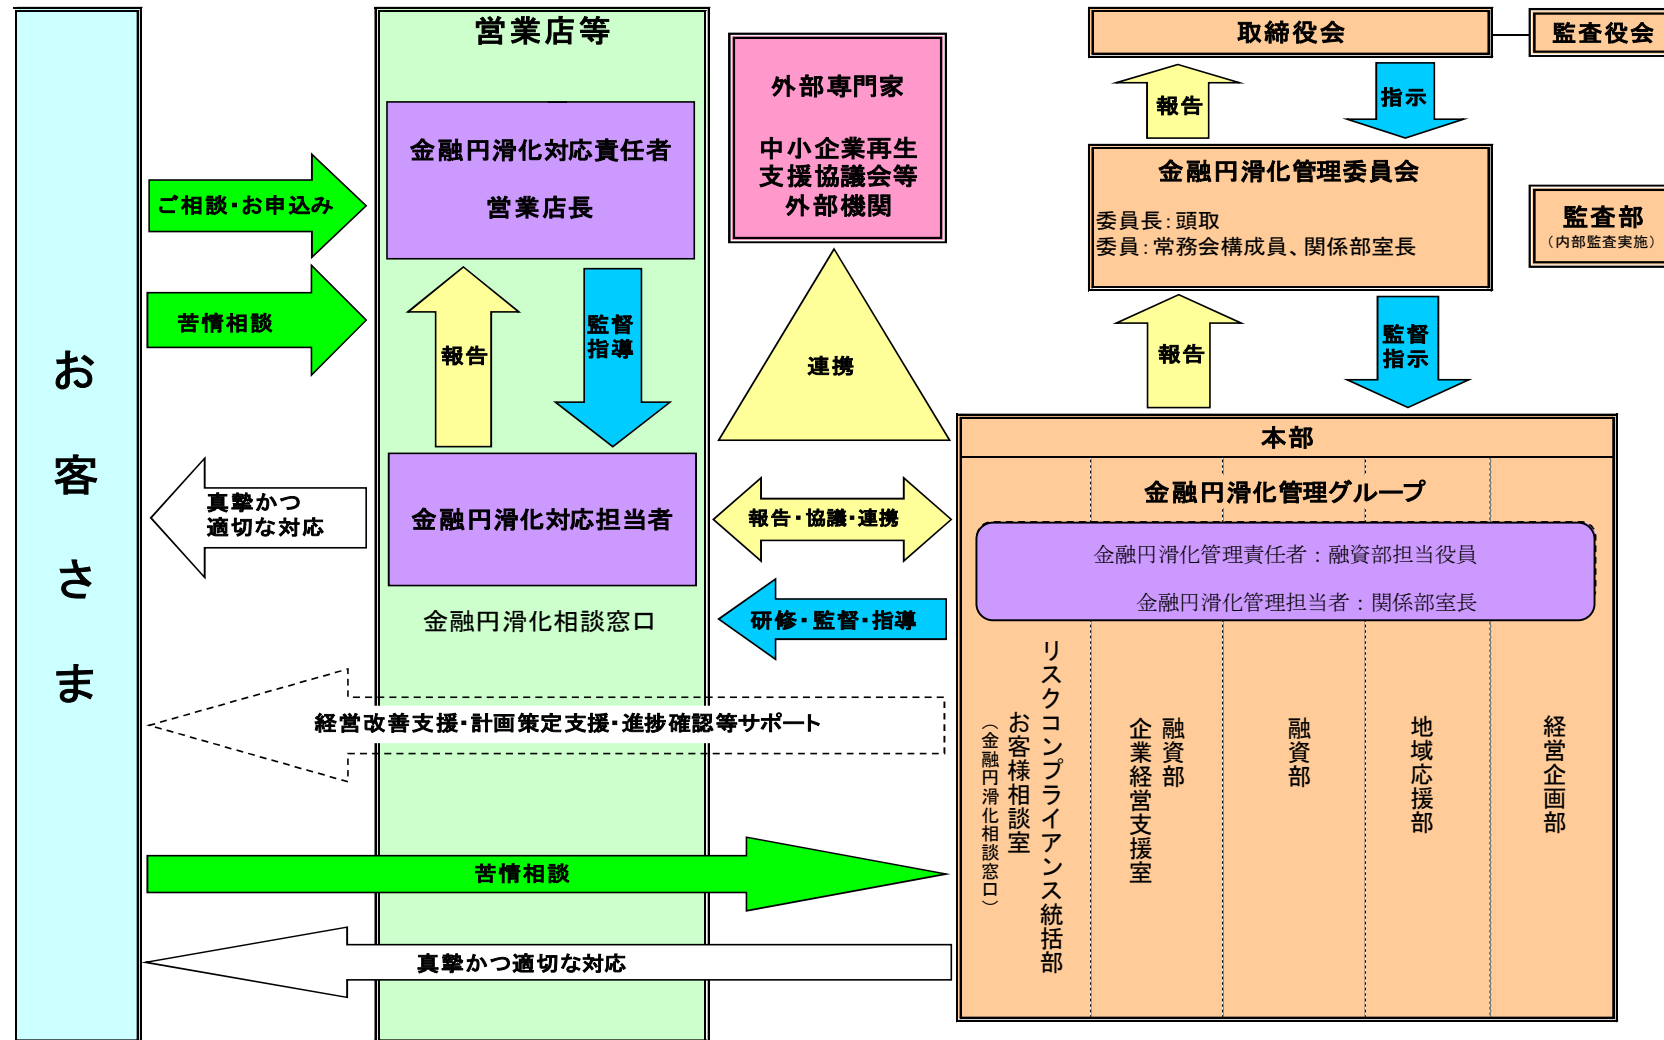 お客さま
営業店等
金融円滑化対応責任者
営業店長
ご相談・お申込み
苦情相談
報告
監督
指導
真摯かつ
適切な対応
金融円滑化対応担当者
金融円滑化相談窓口
外部専門家
中小企業再生
支援協議会等
外部機関
連携
報告・協議・連携
研修・監督・指導
経営改善支援・計画策定支援・進捗確認等サポート
苦情相談
真摯かつ適切な対応
取締役会
監査役会
報告
指示
金融円滑化管理委員会
委員長：頭取
委員：常務会構成員、関係部室長
監査部
（内部監査実施）
報告
監督
指示
本部
金融円滑化管理グループ
金融円滑化管理責任者：融資部担当役員
金融円滑化管理担当者：関係部室長
リスクコンプライアンス統括部
お客様相談室
（金融円滑化相談窓口）
融資部
企業経営支援室
融資部
地域応援部
経営企画部